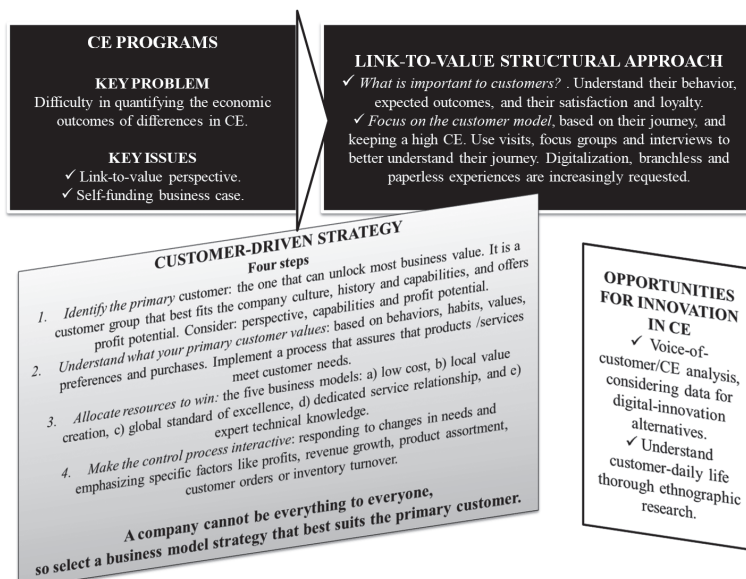 CE PROGRAMS
KEY PROBLEM
Difficulty in quantifying the economic
outcomes of differences in CE.
KEY ISSUES
✓ Link-to-value perspective.
✓ Self-funding business case.
LINK-TO-VALUE STRUCTURAL APPROACH
✓ What is important to customers? . Understand their behavior,
expected outcomes, and their satisfaction and loyalty.
✓ Focus on the customer model, based on their journey, and
keeping a high CE. Use visits, focus groups and interviews to
better understand their journey. Digitalization, branchless and
paperless experiences are increasingly requested.
CUSTOMER-DRIVEN STRATEGY
Four steps
1. Identify the primary customer: the one that can unlock most business value. It is a
customer group that best fits the company culture, history and capabilities, and offers
profit potential. Consider: perspective, capabilities and profit potential.
2. Understand what your primary customer values: based on behaviors, habits, values,
preferences and purchases. Implement a process that assures that products /services
meet customer needs.
3. Allocate resources to win: the five business models: a) low cost, b) local value
creation, c) global standard of excellence, d) dedicated service relationship, and e)
expert technical knowledge.
4. Make the control process interactive: responding to changes in needs and
emphasizing specific factors like profits, revenue growth, product assortment,
customer orders or inventory turnover.
A company cannot be everything to everyone,
so select a business model strategy that best suits the primary customer.
OPPORTUNITIES
FOR INNOVATION
IN CE
✓ Voice-of-
customer/CE analysis,
considering data for
digital-innovation
alternatives.
✓ Understand
customer-daily life
thorough ethnographic
research.